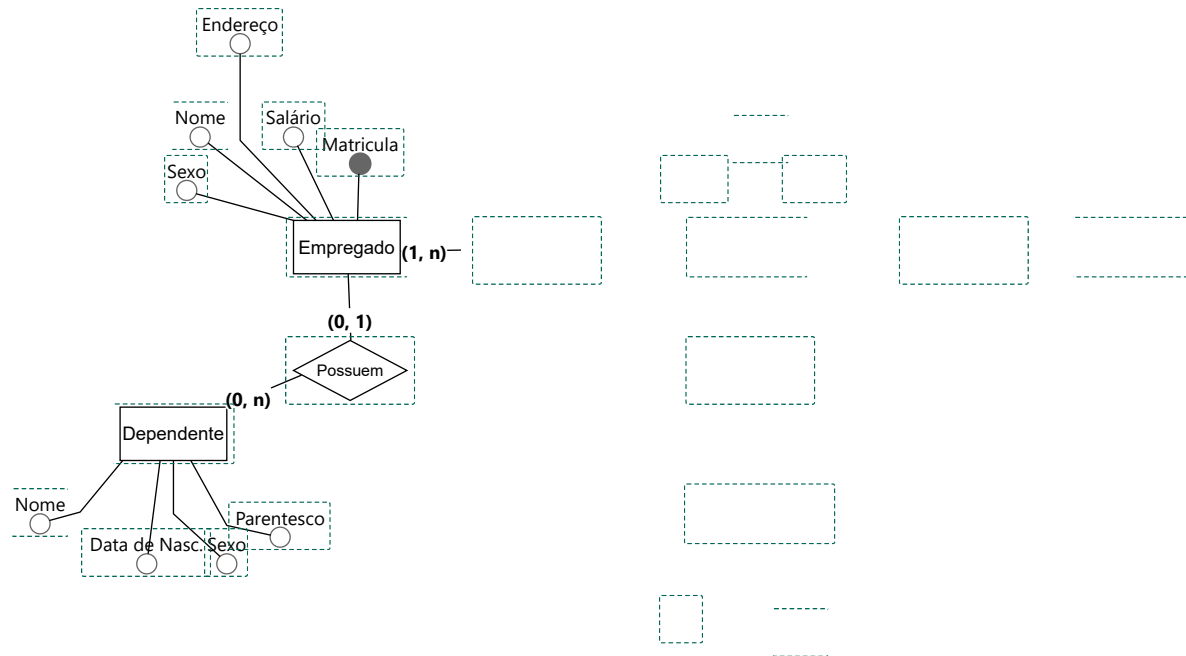 Endereço
Nome
Salário
Matricula
Sexo
Empregado
(1, n)
(0, 1)
Possuem
(0, n)
Dependente
Nome
Parentesco
Data de Nasc.
Sexo